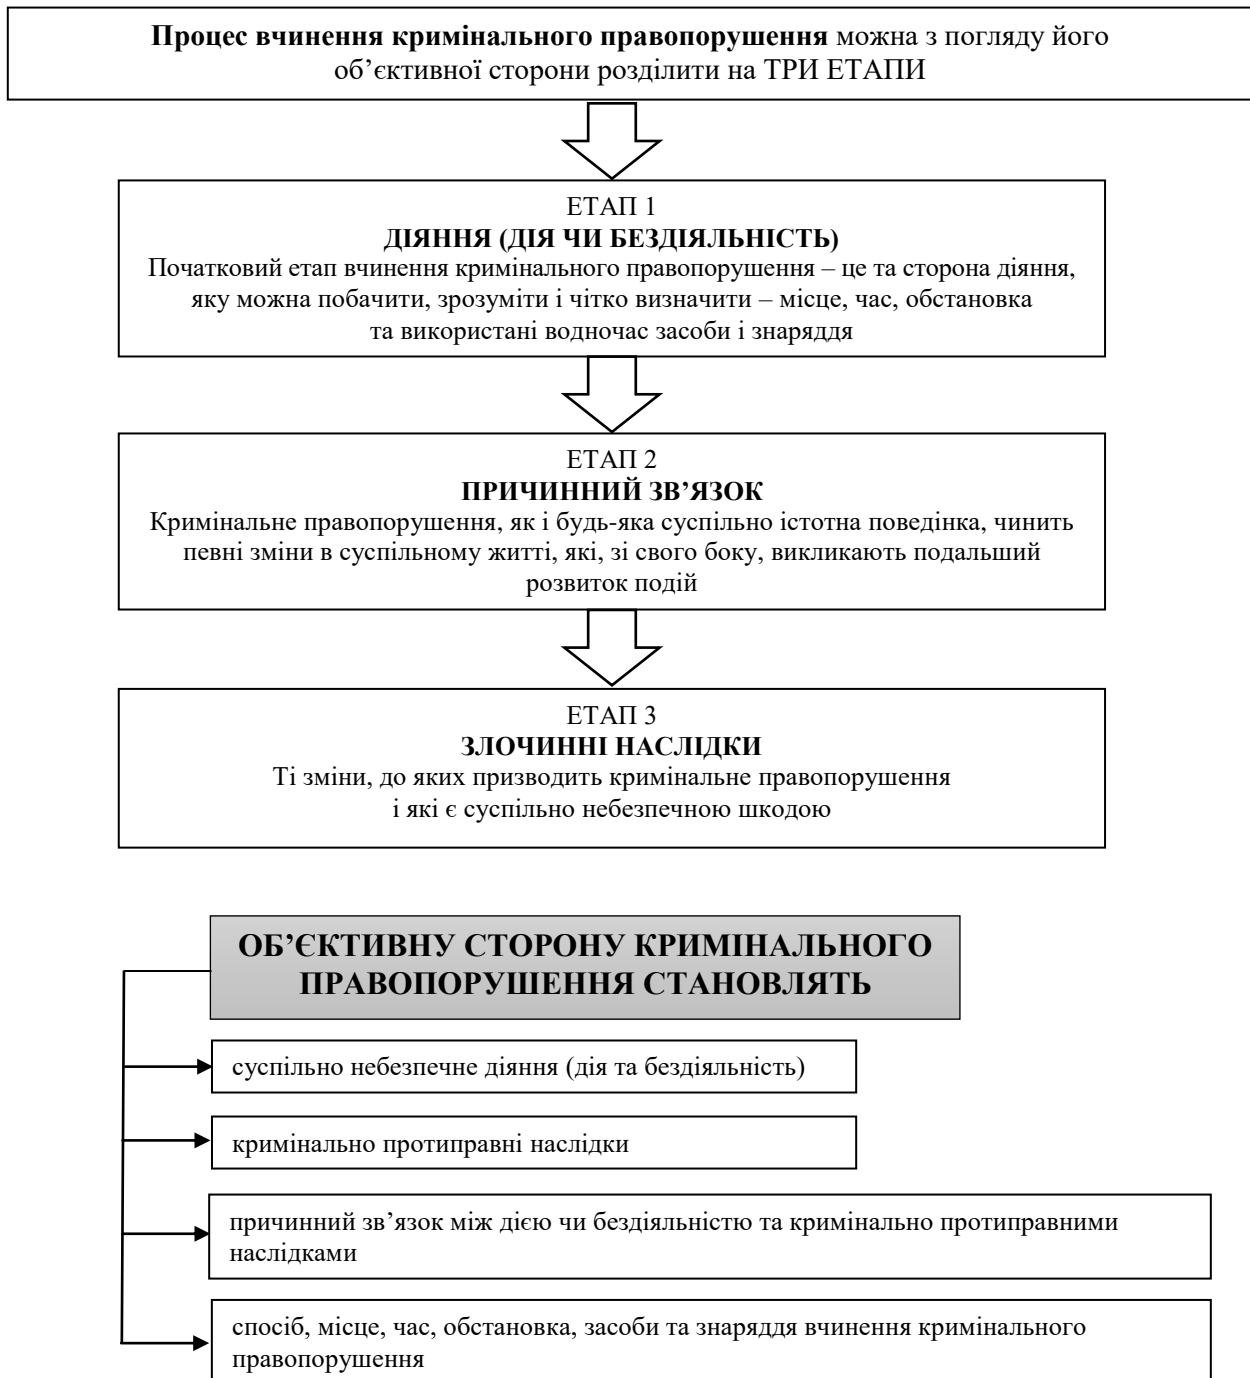 Процес вчинення кримінального правопорушення можна з погляду його
об’єктивної сторони розділити на ТРИ ЕТАПИ
ЕТАП 1
ДІЯННЯ (ДІЯ ЧИ БЕЗДІЯЛЬНІСТЬ)
Початковий етап вчинення кримінального правопорушення – це та сторона діяння,
яку можна побачити, зрозуміти і чітко визначити – місце, час, обстановка
та використані водночас засоби і знаряддя
ЕТАП 2
ПРИЧИННИЙ ЗВ’ЯЗОК
Кримінальне правопорушення, як і будь-яка суспільно істотна поведінка, чинить
певні зміни в суспільному житті, які, зі свого боку, викликають подальший
розвиток подій
ЕТАП 3
ЗЛОЧИННІ НАСЛІДКИ
Ті зміни, до яких призводить кримінальне правопорушення
і які є суспільно небезпечною шкодою
ОБ’ЄКТИВНУ СТОРОНУ КРИМІНАЛЬНОГО
ПРАВОПОРУШЕННЯ СТАНОВЛЯТЬ
суспільно небезпечне діяння (дія та бездіяльність)
кримінально протиправні наслідки
причинний зв’язок між дією чи бездіяльністю та кримінально протиправними
наслідками
спосіб, місце, час, обстановка, засоби та знаряддя вчинення кримінального
правопорушення